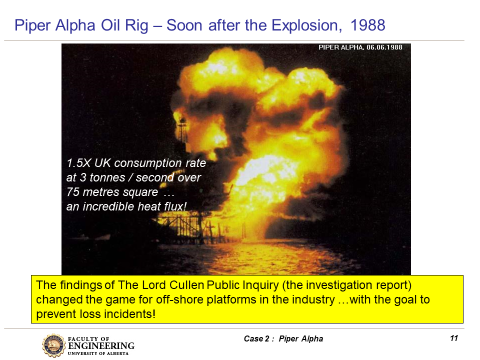 Piper Alpha Oil Rig – Soon after the Explosion, 1988
PIPER ALPHA, 06.06.1988
1.5X UK consumption rate
at 3 tonnes / second over
75 metres square …
an incredible heat flux!
The findings of The Lord Cullen Public Inquiry (the investigation report)
changed the game for off-shore platforms in the industry …with the goal to
prevent loss incidents!
FACULTY OF
ENGINEERING
UNIVERSITY OF ALBERTA
Case 2 : Piper Alpha
11